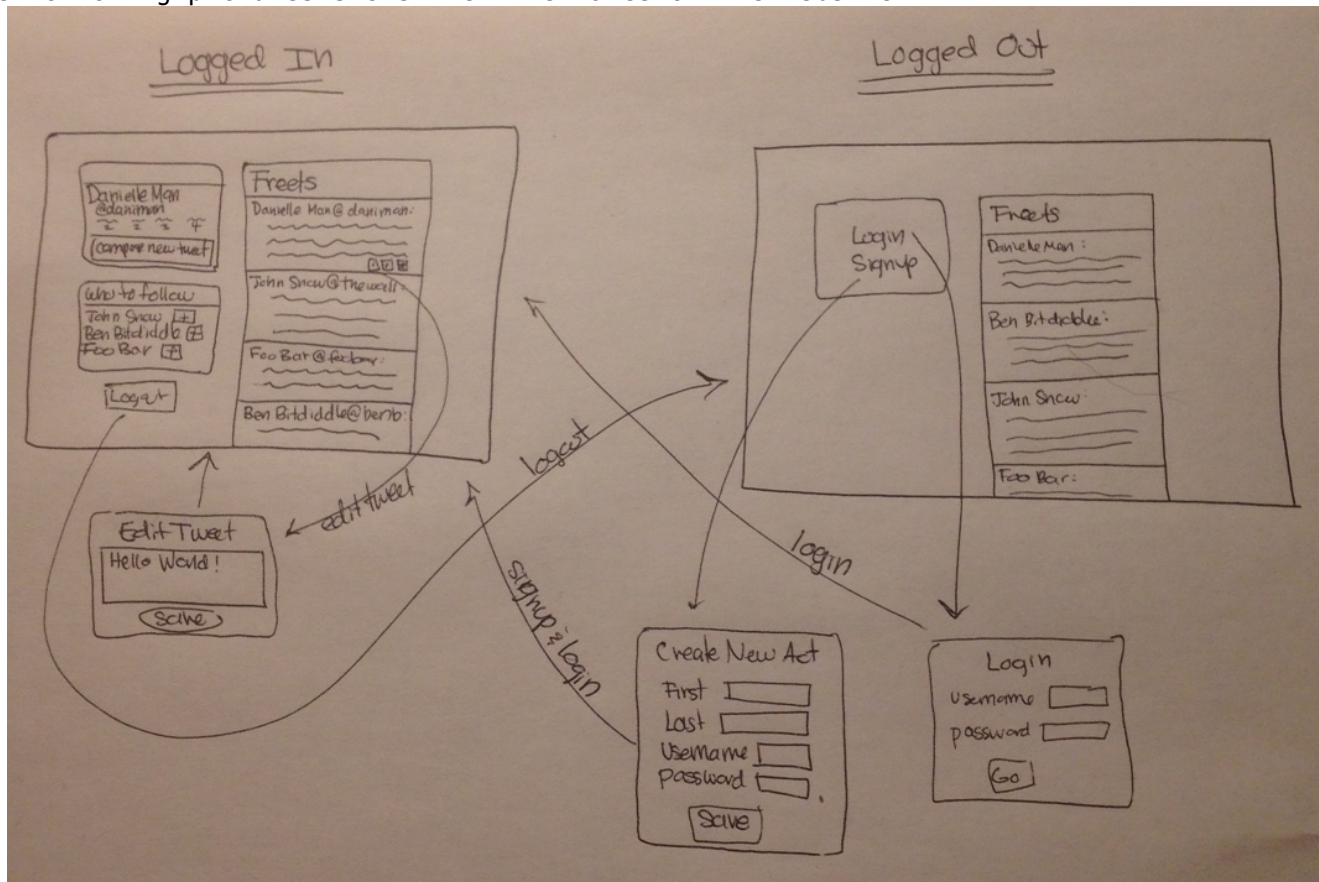 Logged In
Danielle Man
@daniman
compose new tweet
Who to follow
John Snow +
Ben Bitdiddle +
Foo Bar +
Logout
Freets
Danielle Man@daniman:
John Snow@thewall:
Foo Bar@foobar:
Ben Bitdiddle@benb:
edit tweet
logout
Edit Tweet
Hello World!
Save
signup & login
Logged Out
Login
Signup
Freets
Danielle Man:
Ben Bitdiddle:
John Snow:
Foo Bar:
login
Create New Act
First
Last
Username
password
Save
Login
username
password
Go